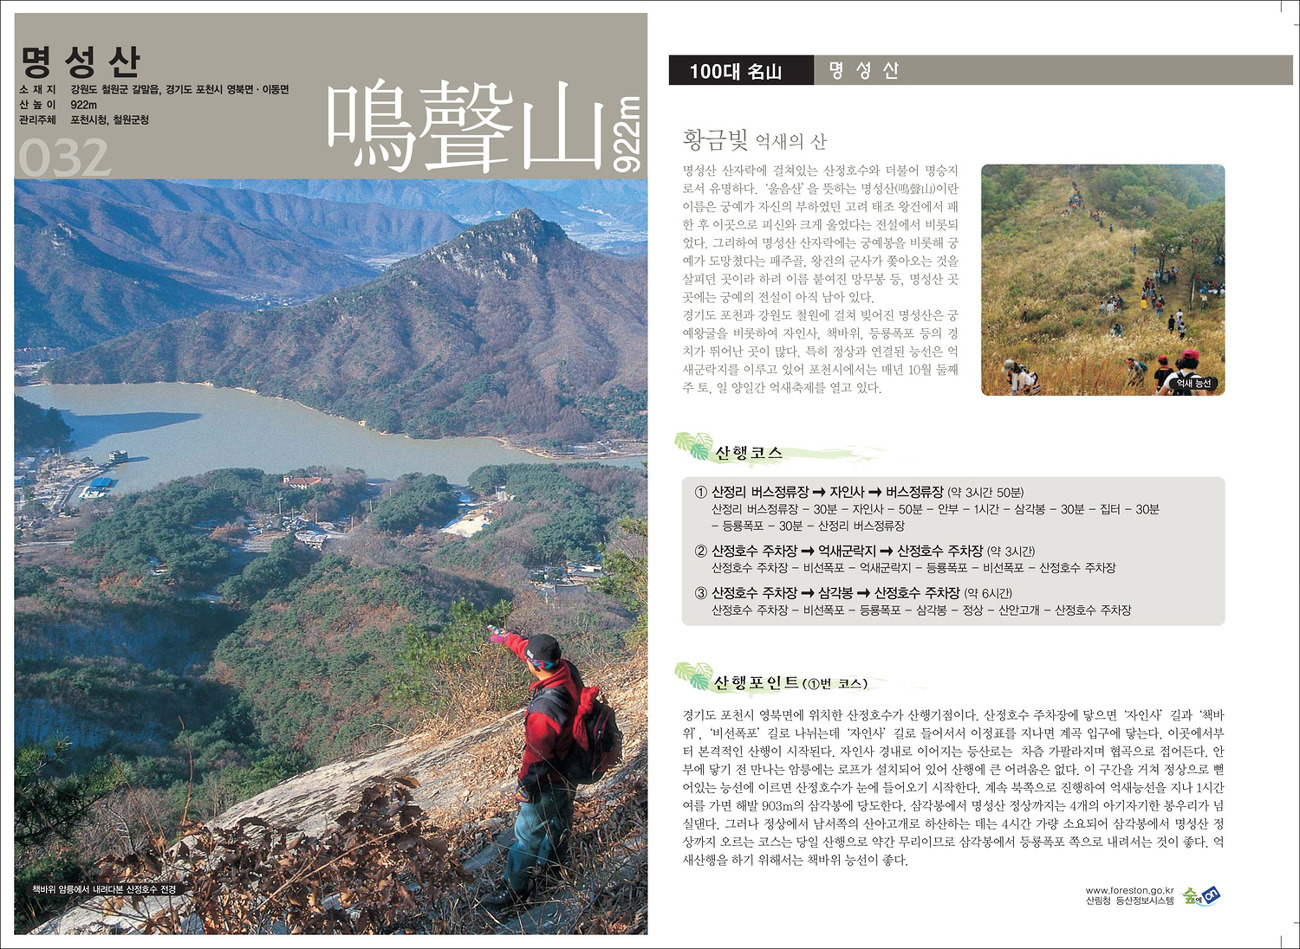 명 성 산
소 재 지 강원도 철원군 갈말읍, 경기도 포천시 영북면 · 이동면
산 높 이 922m
관리주체 포천시청, 철원군청
032
鳴聲山
922m
책바위 암릉에서 내려다본 산정호수 전경
100대 名山 명 성 산
황금빛 억새의 산
명성산 산자락에 걸쳐있는 산정호수와 더불어 명승지
로서 유명하다. ‘울음산’을 뜻하는 명성산(鳴聲山)이란
이름은 궁예가 자신의 부하였던 고려 태조 왕건에서 패
한 후 이곳으로 피신와 크게 울었다는 전설에서 비롯되
었다. 그리하여 명성산 산자락에는 궁예봉을 비롯해 궁
예가 도망쳤다는 패주골, 왕건의 군사가 쫓아오는 것을
살피던 곳이라 하려 이름 붙여진 망무봉 등, 명성산 곳
곳에는 궁예의 전설이 아직 남아 있다.
경기도 포천과 강원도 철원에 걸쳐 빚어진 명성산은 궁
예왕굴을 비롯하여 자인사, 책바위, 등룡폭포 등의 경
치가 뛰어난 곳이 많다. 특히 정상과 연결된 능선은 억
새군락지를 이루고 있어 포천시에서는 매년 10월 둘째
주 토, 일 양일간 억새축제를 열고 있다.
억새 능선
산행코스
① 산정리 버스정류장 ➞ 자인사 ➞ 버스정류장 (약 3시간 50분)
산정리 버스정류장 – 30분 – 자인사 – 50분 – 안부 – 1시간 – 삼각봉 – 30분 – 집터 – 30분
– 등룡폭포 – 30분 – 산정리 버스정류장
② 산정호수 주차장 ➞ 억새군락지 ➞ 산정호수 주차장 (약 3시간)
산정호수 주차장 – 비선폭포 – 억새군락지 – 등룡폭포 – 비선폭포 – 산정호수 주차장
③ 산정호수 주차장 ➞ 삼각봉 ➞ 산정호수 주차장 (약 6시간)
산정호수 주차장 – 비선폭포 – 등룡폭포 – 삼각봉 – 정상 – 산안고개 – 산정호수 주차장
산행포인트(①번 코스)
경기도 포천시 영북면에 위치한 산정호수가 산행기점이다. 산정호수 주차장에 닿으면 ‘자인사’ 길과 ‘책바
위’, ‘비선폭포’ 길로 나뉘는데 ‘자인사’ 길로 들어서서 이정표를 지나면 계곡 입구에 닿는다. 이곳에서부
터 본격적인 산행이 시작된다. 자인사 경내로 이어지는 등산로는 차츰 가팔라지며 협곡으로 접어든다. 안
부에 닿기 전 만나는 암릉에는 로프가 설치되어 있어 산행에 큰 어려움은 없다. 이 구간을 거쳐 정상으로 뻗
어있는 능선에 이르면 산정호수가 눈에 들어오기 시작한다. 계속 북쪽으로 진행하여 억새능선을 지나 1시간
여를 가면 해발 903m의 삼각봉에 당도한다. 삼각봉에서 명성산 정상까지는 4개의 아기자기한 봉우리가 넘
실댄다. 그러나 정상에서 남서쪽의 산아고개로 하산하는 데는 4시간 가량 소요되어 삼각봉에서 명성산 정
상까지 오르는 코스는 당일 산행으로 약간 무리이므로 삼각봉에서 등룡폭포 쪽으로 내려서는 것이 좋다. 억
새산행을 하기 위해서는 책바위 능선이 좋다.
www.foreston.go.kr
산림청 등산정보시스템
숲에on